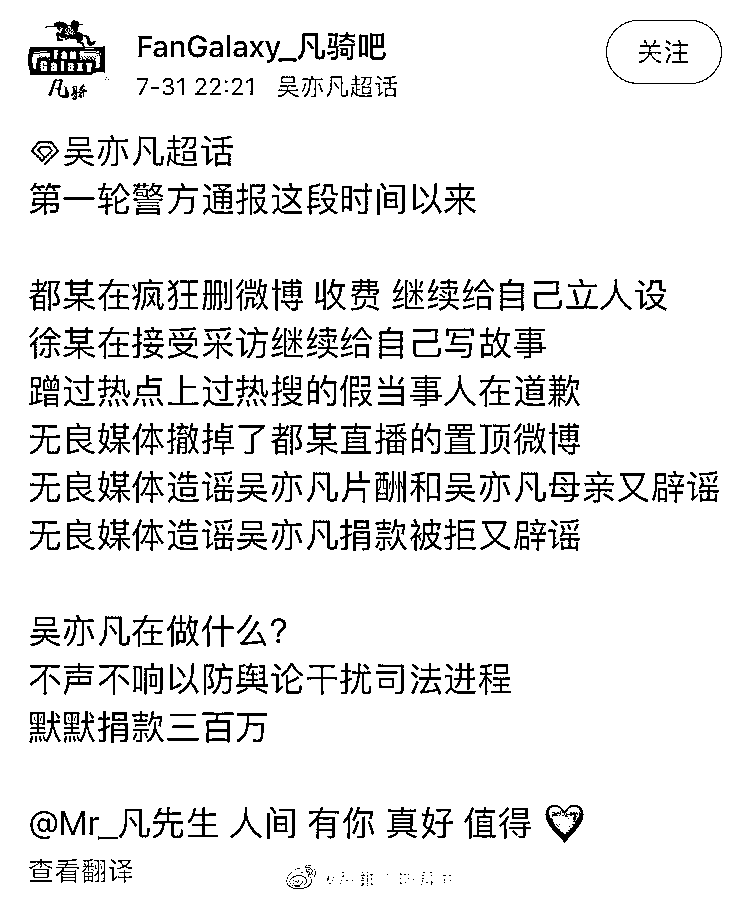 Fan
Galaxy
凡骑
FanGalaxy_凡骑吧
7-31 22:21 吴亦凡超话
关注
吴亦凡超话
第一轮警方通报这段时间以来
都某在疯狂删微博 收费 继续给自己立人设
徐某在接受采访继续给自己写故事
蹭过热点上过热搜的假当事人在道歉
无良媒体撤掉了都某直播的置顶微博
无良媒体造谣吴亦凡片酬和吴亦凡母亲又辟谣
无良媒体造谣吴亦凡捐款被拒又辟谣
吴亦凡在做什么?
不声不响以防舆论干扰司法进程
默默捐款三百万
@Mr_凡先生 人间 有你 真好 值得
查看翻译